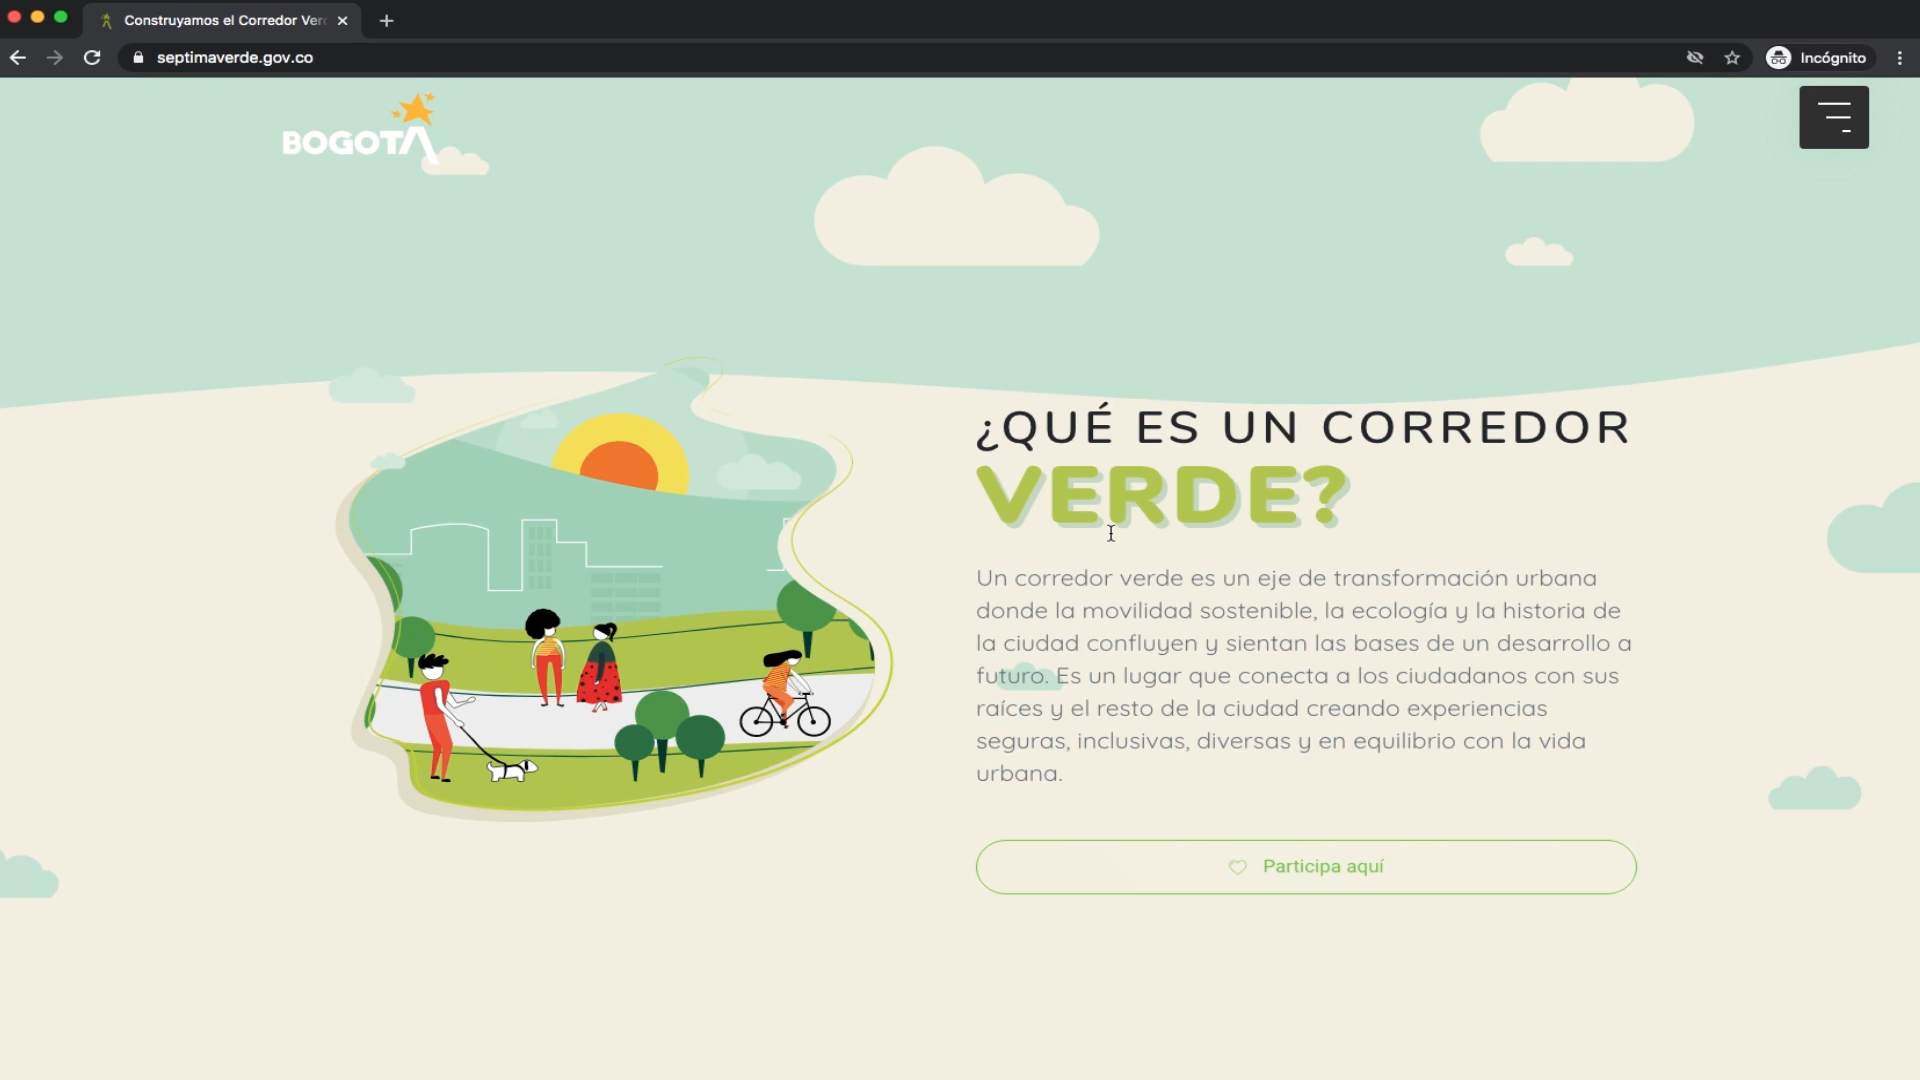 Construyamos el Corredor Ver
septimaverde.gov.co
Incógnito
BOGOTÁ
¿QUÉ ES UN CORREDOR
VERDE?
Un corredor verde es un eje de transformación urbana
donde la movilidad sostenible, la ecología y la historia de
la ciudad confluyen y sientan las bases de un desarrollo a
futuro. Es un lugar que conecta a los ciudadanos con sus
raíces y el resto de la ciudad creando experiencias
seguras, inclusivas, diversas y en equilibrio con la vida
urbana.
Participa aquí